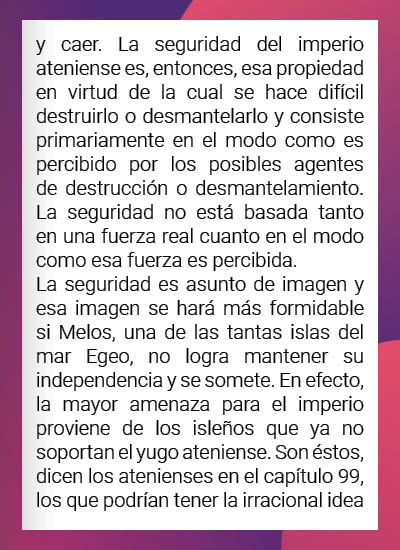 y caer. La seguridad del imperio
ateniense es, entonces, esa propiedad
en virtud de la cual se hace difícil
destruirlo o desmantelarlo y consiste
primariamente en el modo como es
percibido por los posibles agentes
de destrucción o desmantelamiento.
La seguridad no está basada tanto
en una fuerza real cuanto en el modo
como esa fuerza es percibida.
La seguridad es asunto de imagen y
esa imagen se hará más formidable
si Melos, una de las tantas islas del
mar Egeo, no logra mantener su
independencia y se somete. En efecto,
la mayor amenaza para el imperio
proviene de los isleños que ya no
soportan el yugo ateniense. Son éstos,
dicen los atenienses en el capítulo 99,
los que podrían tener la irracional idea